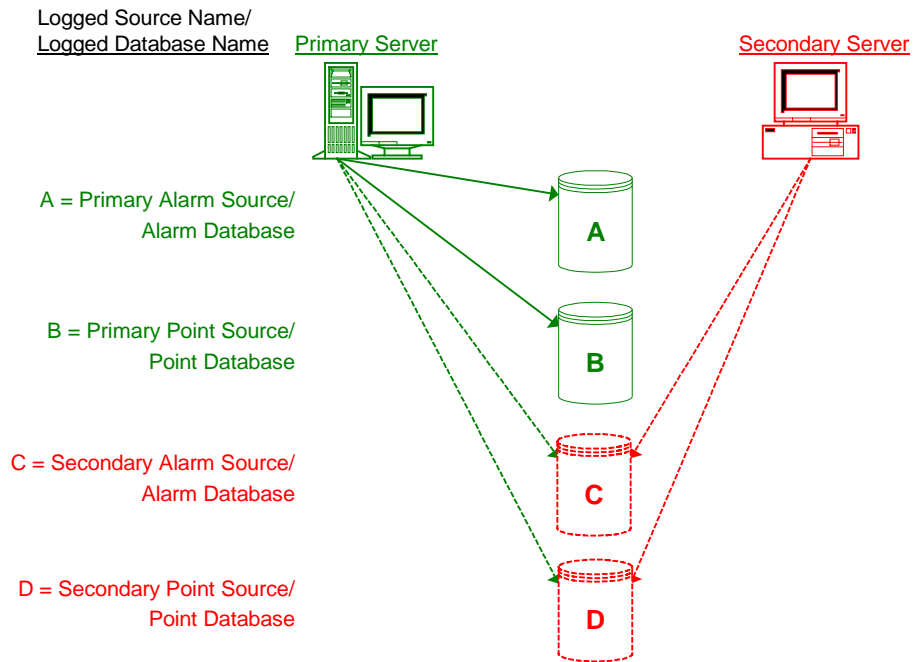 Logged Source Name/
Logged Database Name
Primary Server
Secondary Server
A = Primary Alarm Source/
Alarm Database
A
B = Primary Point Source/
Point Database
B
C = Secondary Alarm Source/
Alarm Database
C
D = Secondary Point Source/
Point Database
D